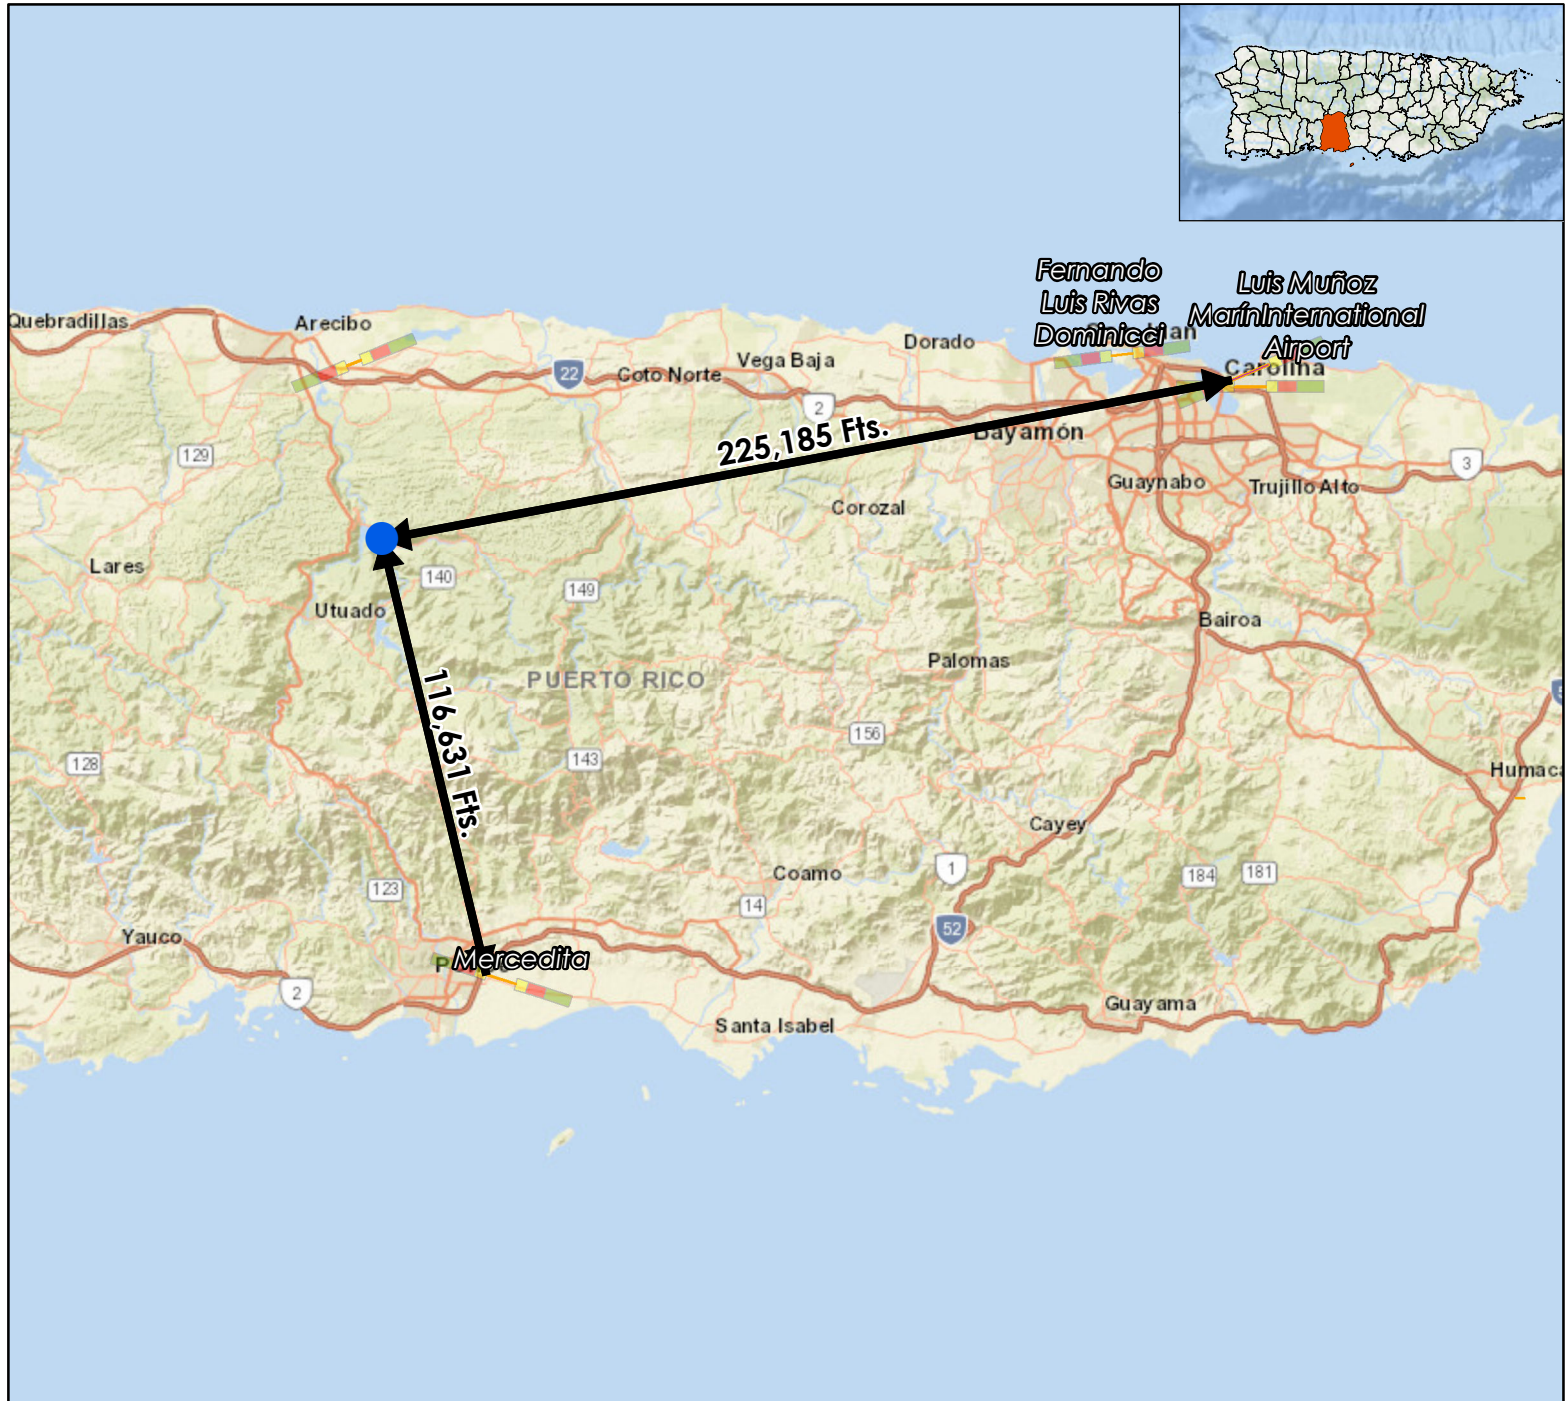 Fernando
Luis Rivas
Dominicci
Luis Muñoz
MarínInternational
Airport
Quebradillas
Arecibo
Dorado
Vega Baja
Coto Norte
22
2
Carolina
225,185 Fts.
Bayamón
129
3
Guaynabo
Trujillo Alto
Corozal
Lares
140
149
Utuado
Bairoa
Palomas
PUERTO RICO
116,631 Fts.
156
143
128
Humaca
Cayey
Coamo
1
184
181
123
14
52
Yauco
Mercedita
2
Guayama
Santa Isabel